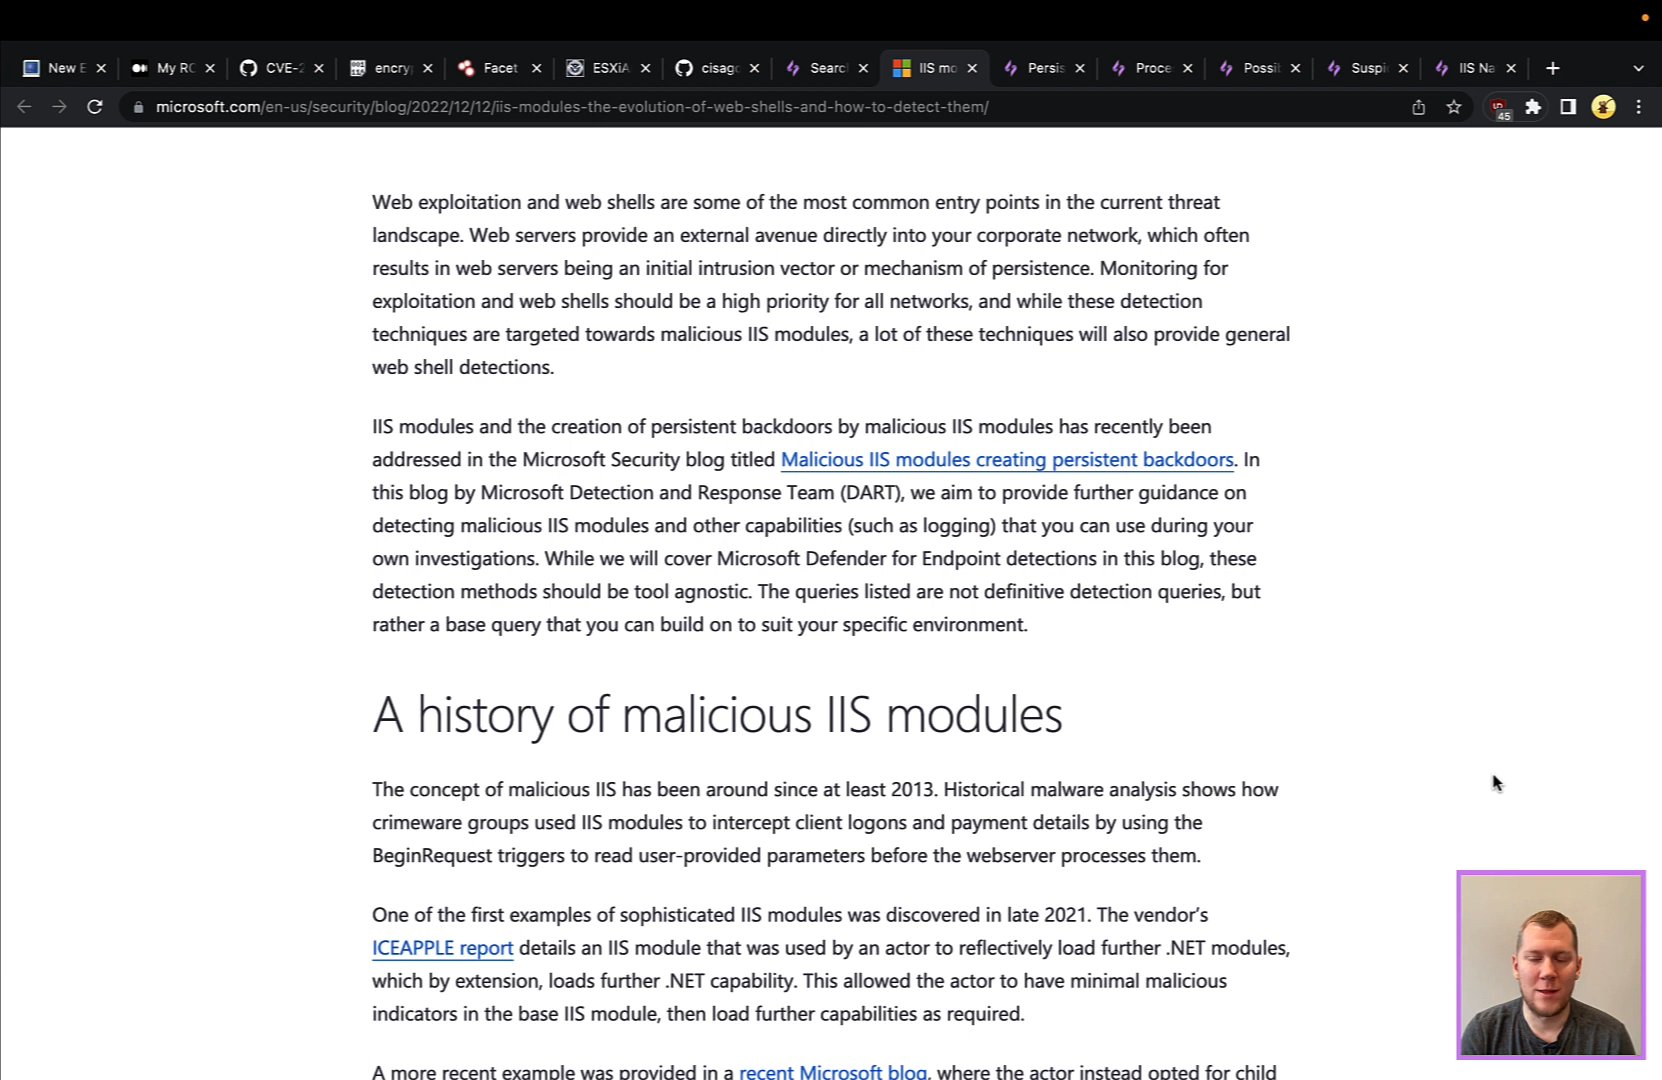 New E
My RC
CVE-2
encry
Facet
ESXiA
cisago
Searc
IIS mo
Persis
Proce
Possil
Suspi
IIS Na
microsoft.com/en-us/security/blog/2022/12/12/iis-modules-the-evolution-of-web-shells-and-how-to-detect-them/
45
Web exploitation and web shells are some of the most common entry points in the current threat
landscape. Web servers provide an external avenue directly into your corporate network, which often
results in web servers being an initial intrusion vector or mechanism of persistence. Monitoring for
exploitation and web shells should be a high priority for all networks, and while these detection
techniques are targeted towards malicious IIS modules, a lot of these techniques will also provide general
web shell detections.
IIS modules and the creation of persistent backdoors by malicious IIS modules has recently been
addressed in the Microsoft Security blog titled Malicious IIS modules creating persistent backdoors. In
this blog by Microsoft Detection and Response Team (DART), we aim to provide further guidance on
detecting malicious IIS modules and other capabilities (such as logging) that you can use during your
own investigations. While we will cover Microsoft Defender for Endpoint detections in this blog, these
detection methods should be tool agnostic. The queries listed are not definitive detection queries, but
rather a base query that you can build on to suit your specific environment.
A history of malicious IIS modules
The concept of malicious IIS has been around since at least 2013. Historical malware analysis shows how
crimeware groups used IIS modules to intercept client logons and payment details by using the
BeginRequest triggers to read user-provided parameters before the webserver processes them.
One of the first examples of sophisticated IIS modules was discovered in late 2021. The vendor's
ICEAPPLE report details an IIS module that was used by an actor to reflectively load further .NET modules,
which by extension, loads further .NET capability. This allowed the actor to have minimal malicious
indicators in the base IIS module, then load further capabilities as required.
A more recent example was provided in a recent Microsoft blog, where the actor instead opted for child